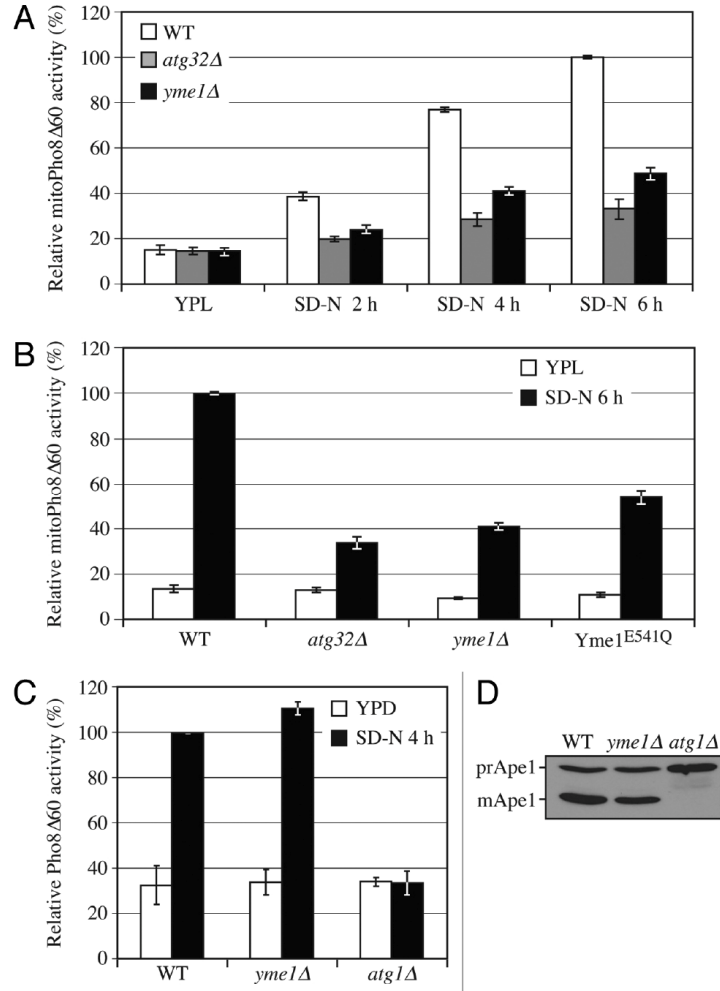 A
Relative mitoPho8Δ60 activity (%)
120
100
80
60
40
20
0
WT
atg32Δ
yme1Δ
YPL
SD-N 2 h
SD-N 4 h
SD-N 6 h
B
Relative mitoPho8Δ60 activity (%)
120
100
80
60
40
20
0
YPL
SD-N 6 h
WT
atg32Δ
yme1Δ
Yme1E541Q
C
Relative Pho8Δ60 activity (%)
120
100
80
60
40
20
0
YPD
SD-N 4 h
WT
yme1Δ
atg1Δ
D
WT yme1Δ atg1Δ
prApe1
mApe1